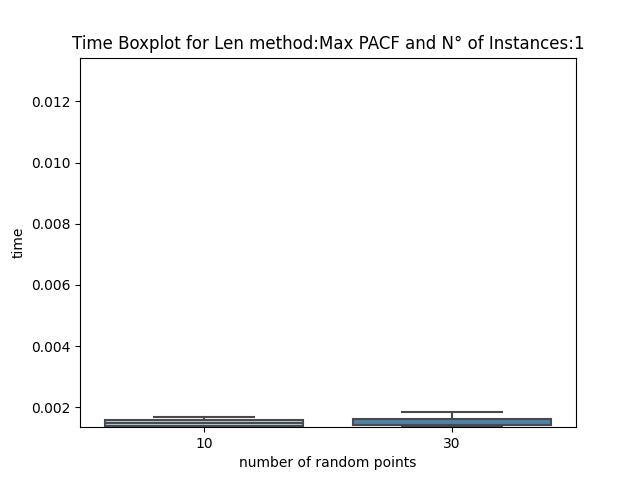 Time Boxplot for Len method:Max PACF and N° of Instances:1
0.012
0.010
0.008
0.006
0.004
0.002
time
10
30
number of random points